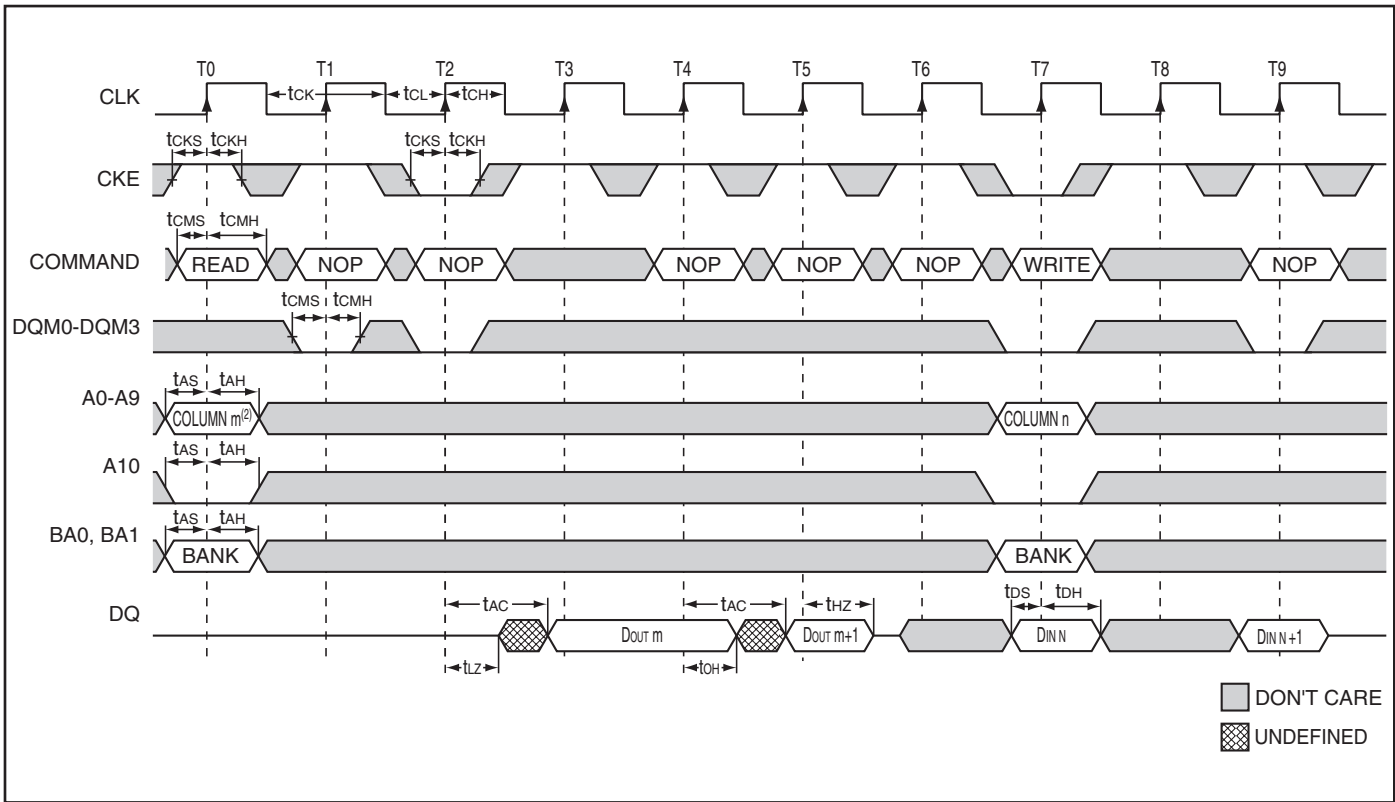 T0 T1 T2 T3 T4 T5 T6 T7 T8 T9
CLK tCK tCL tCH
tCKS tCKH tCKS tCKH
CKE
tCMS tCMH
COMMAND READ NOP NOP NOP NOP NOP WRITE NOP
tCMS tCMH
DQM0-DQM3
tAS tAH
A0-A9 COLUMN m(2) COLUMN n
tAS tAH
A10
tAS tAH
BA0, BA1 BANK BANK
DQ tAC tAC tHZ tDS tDH
DOUT m DOUT m+1 DIN N DIN N+1
tLZ tOH
DON'T CARE
UNDEFINED